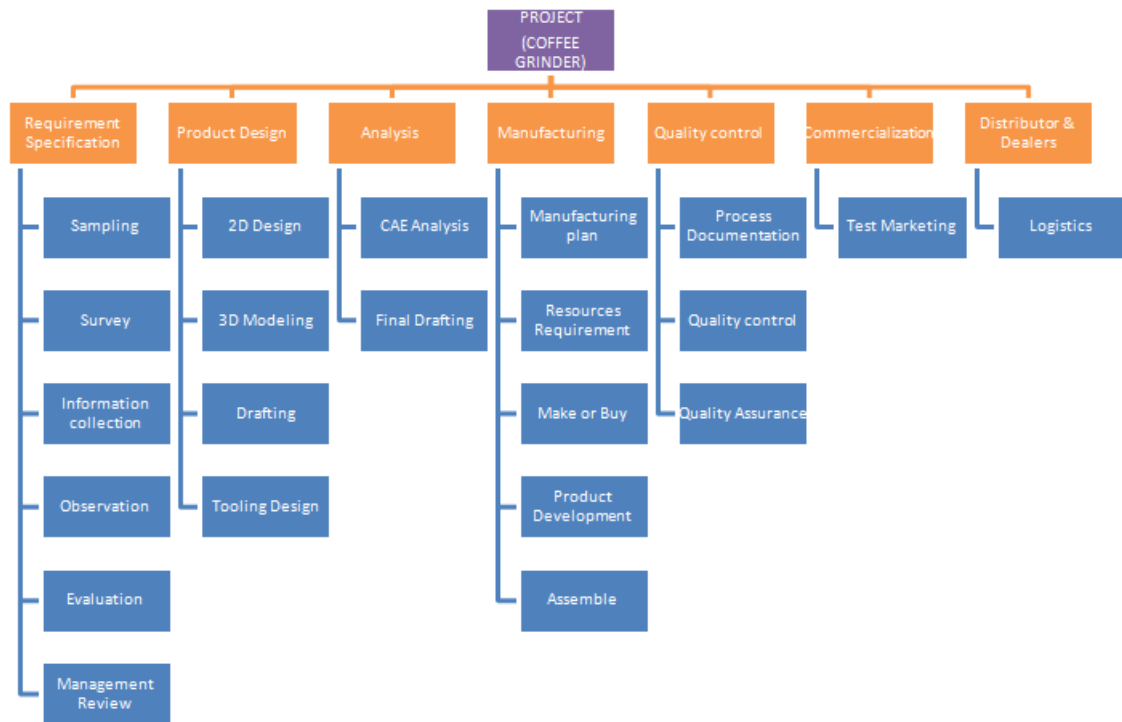 PROJECT
(COFFEE
GRINDER)
Requirement
Specification
Product Design
Analysis
Manufacturing
Quality control
Commercialization
Distributor &
Dealers
Sampling
Survey
Information
collection
Observation
Evaluation
Management
Review
2D Design
3D Modeling
Drafting
Tooling Design
CAE Analysis
Final Drafting
Manufacturing
plan
Resources
Requirement
Make or Buy
Product
Development
Assemble
Process
Documentation
Quality control
Quality Assurance
Test Marketing
Logistics